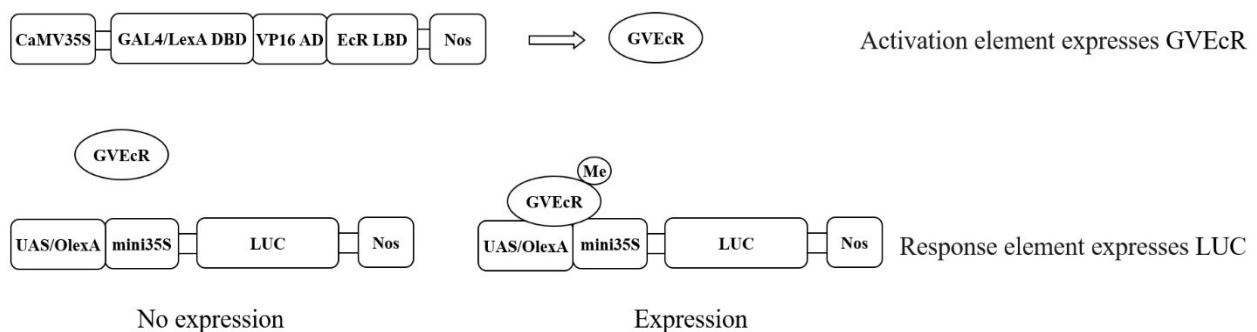 CaMV35S GAL4/LexA DBD VP16 AD EcR LBD Nos GVEcR Activation element expresses GVEcR
GVEcR
Me
GVEcR
UAS/OlexA mini35S LUC Nos UAS/OlexA mini35S LUC Nos Response element expresses LUC
No expression Expression